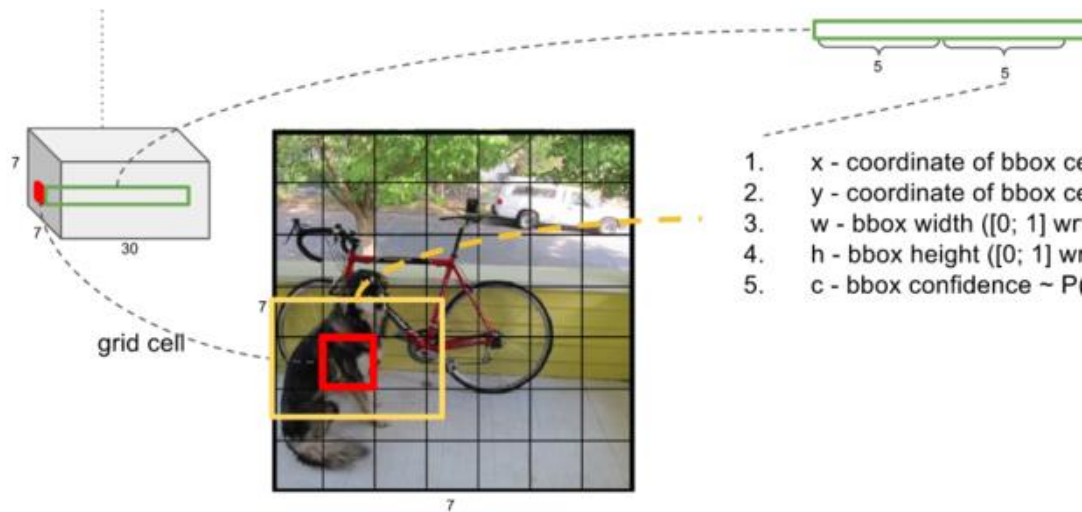 5
5
7
7
30
grid cell
7
7
1. x - coordinate of bbox ce
2. y - coordinate of bbox ce
3. w - bbox width ([0; 1] wr
4. h - bbox height ([0; 1] wr
5. c - bbox confidence ~ P(